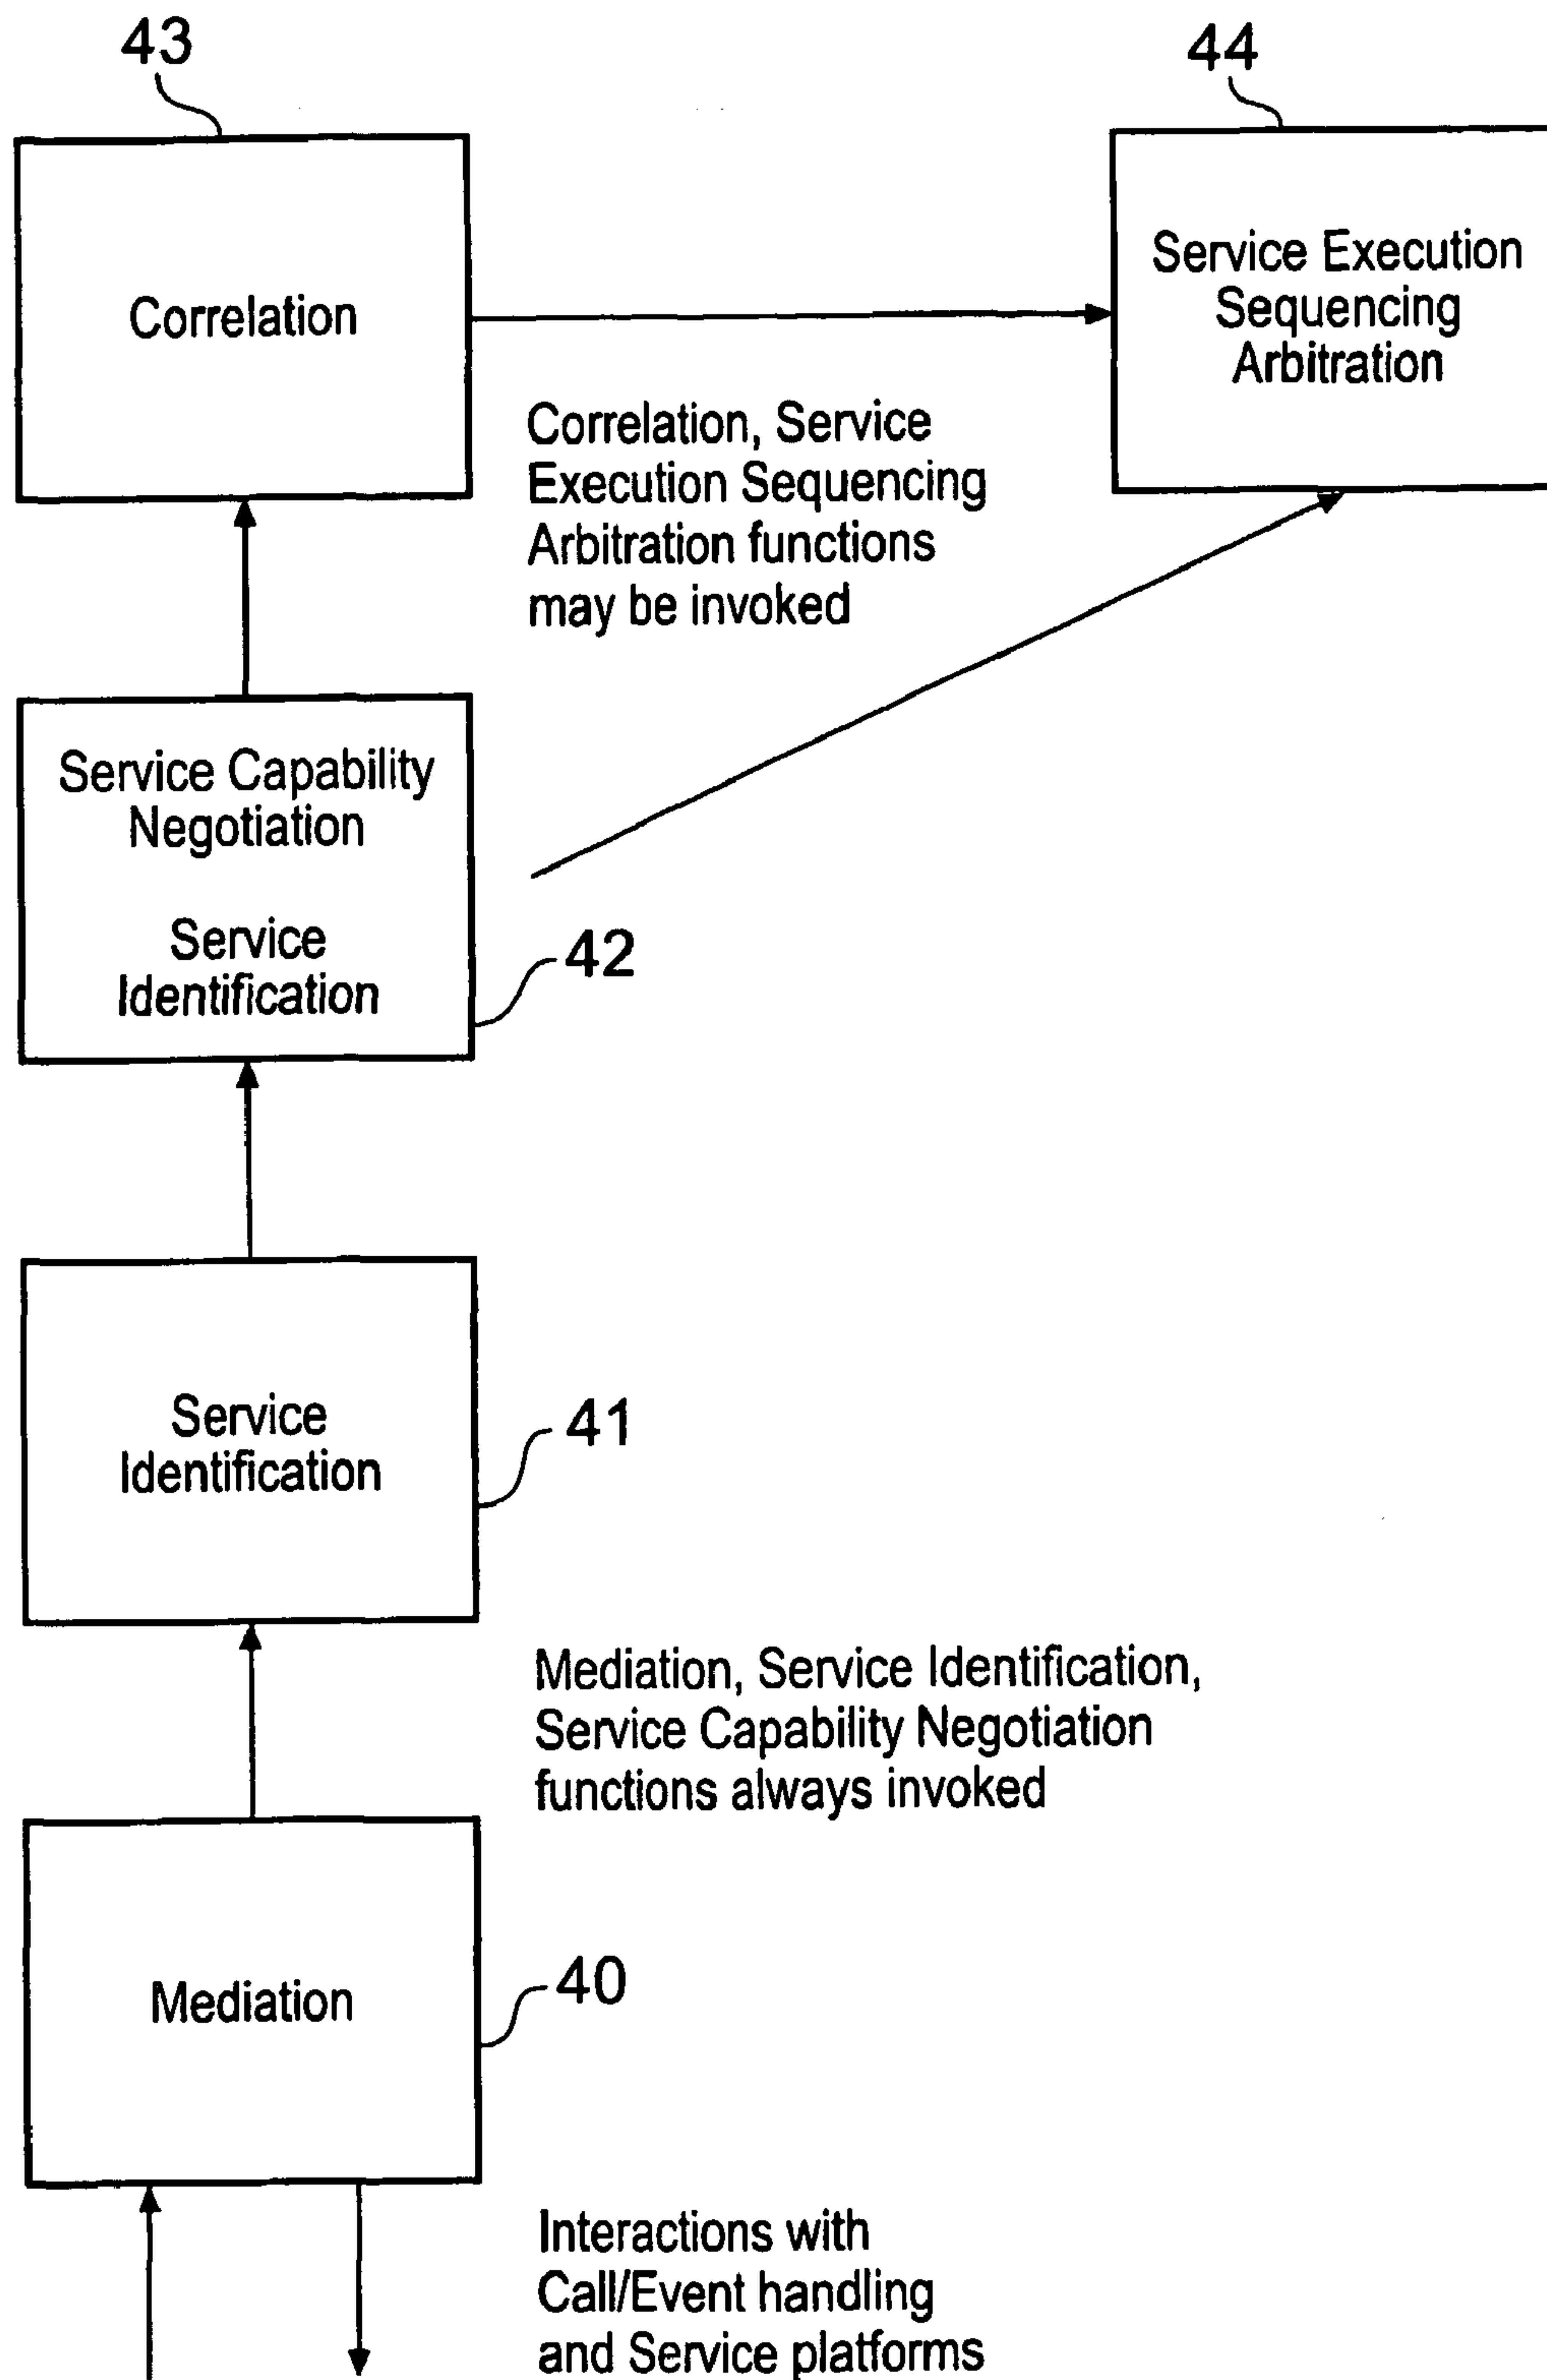 43
44
Correlation
Service Execution
Sequencing
Arbitration
Correlation, Service
Execution Sequencing
Arbitration functions
may be invoked
Service Capability
Negotiation
Service
Identification
42
Service
Identification
41
Mediation, Service Identification,
Service Capability Negotiation
functions always invoked
Mediation
40
Interactions with
Call/Event handling
and Service platforms